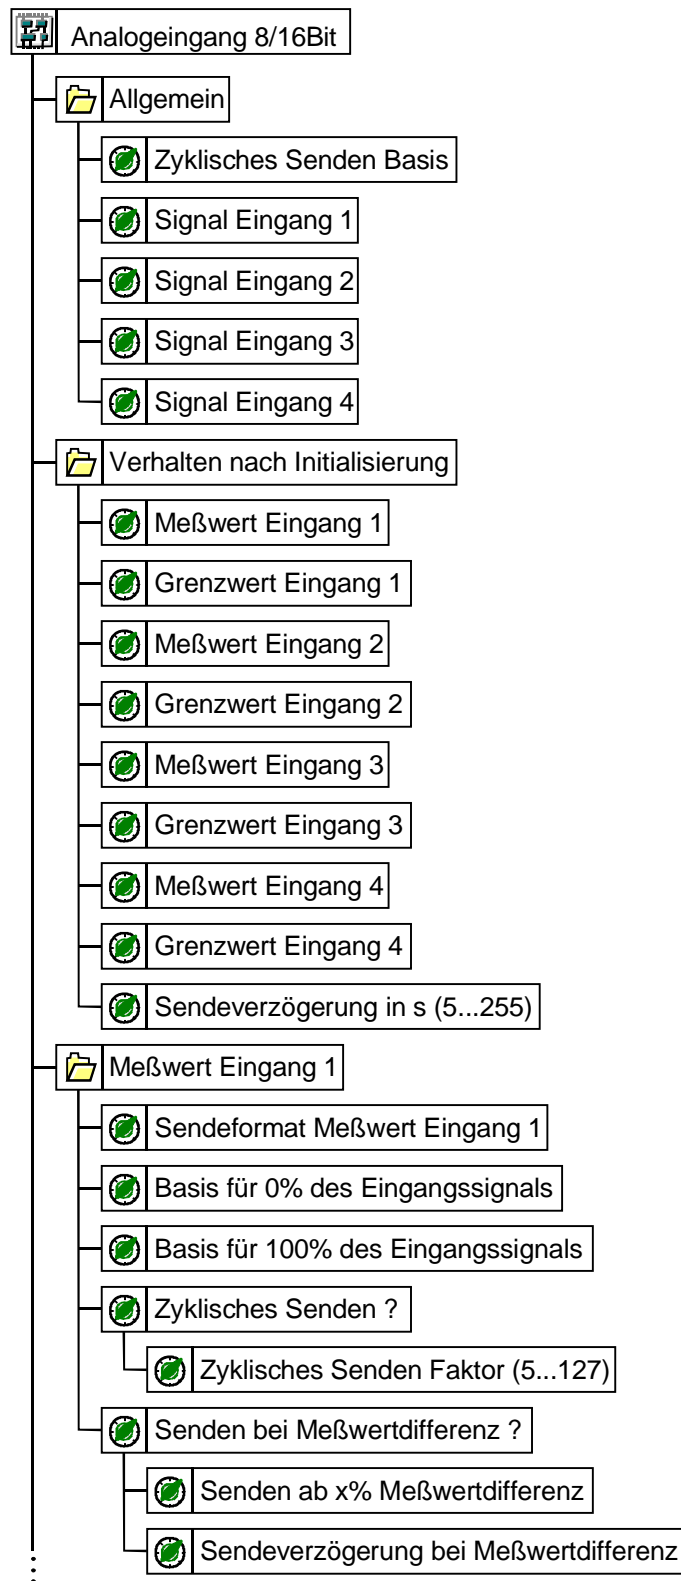 Analogeingang 8/16Bit
Allgemein
Zyklisches Senden Basis
Signal Eingang 1
Signal Eingang 2
Signal Eingang 3
Signal Eingang 4
Verhalten nach Initialisierung
Meßwert Eingang 1
Grenzwert Eingang 1
Meßwert Eingang 2
Grenzwert Eingang 2
Meßwert Eingang 3
Grenzwert Eingang 3
Meßwert Eingang 4
Grenzwert Eingang 4
Sendeverzögerung in s (5...255)
Meßwert Eingang 1
Sendeformat Meßwert Eingang 1
Basis für 0% des Eingangssignals
Basis für 100% des Eingangssignals
Zyklisches Senden ?
Zyklisches Senden Faktor (5...127)
Senden bei Meßwertdifferenz ?
Senden ab x% Meßwertdifferenz
Sendeverzögerung bei Meßwertdifferenz